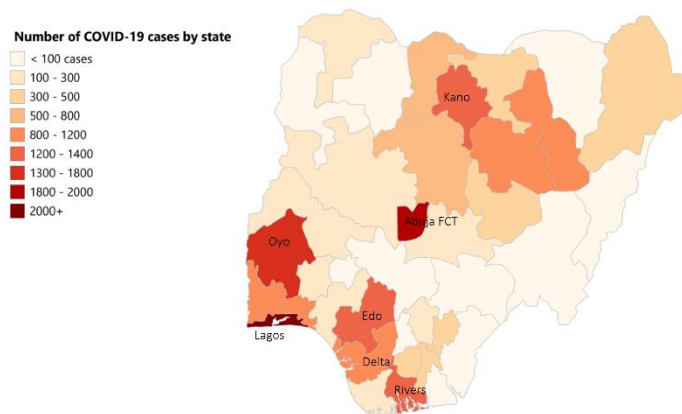 Number of COVID-19 cases by state
< 100 cases
100 - 300
300 - 500
500 - 800
800 - 1200
1200 - 1400
1300 - 1800
1800 - 2000
2000+
Kano
Abuja FCT
Oyo
Edo
Lagos
Delta
Rivers